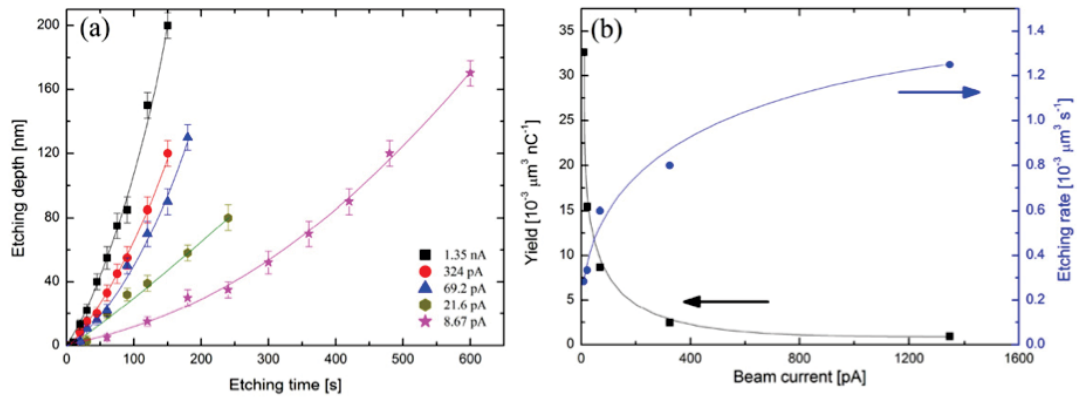 (a)
Etching depth [nm]
200
160
120
80
40
0
0 100 200 300 400 500 600
Etching time [s]
1.35 nA
324 pA
69.2 pA
21.6 pA
8.67 pA
(b)
Yield [10⁻³ μm³ nC⁻¹]
35
30
25
20
15
10
5
0
0 400 800 1200 1600
Beam current [pA]
1.4
1.2
1.0
0.8
0.6
0.4
0.2
0.0
Etching rate [10⁻³ μm³ s⁻¹]